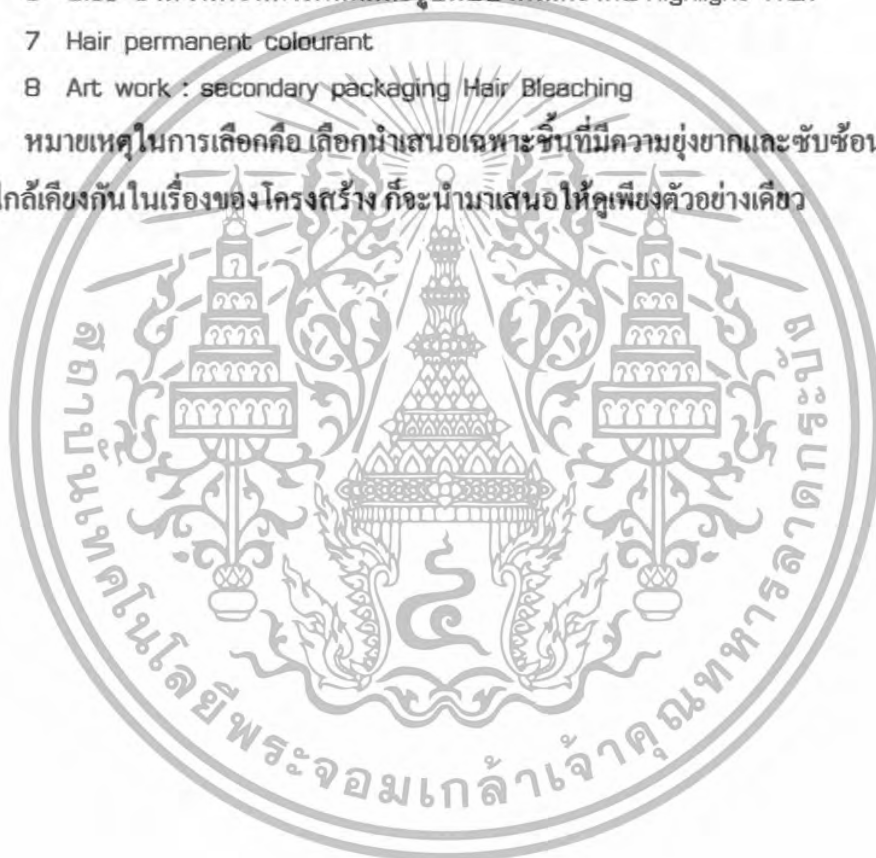 7 Hair permanent colourant
8 Art work : secondary packaging Hair Bleaching
หมายเหตุในการเลือกคือ เลือกนำเสนอเฉพาะชิ้นที่มีความยุ่งยากและซับซ้อน
ใกล้เคียงกันในเรื่องของโครงสร้าง ก็จะนำมาเสนอให้ดูเพียงตัวอย่างเดียว
สถาบันเทคโนโลยีพระจอมเกล้าเจ้าคุณทหารลาดกระบัง
๔